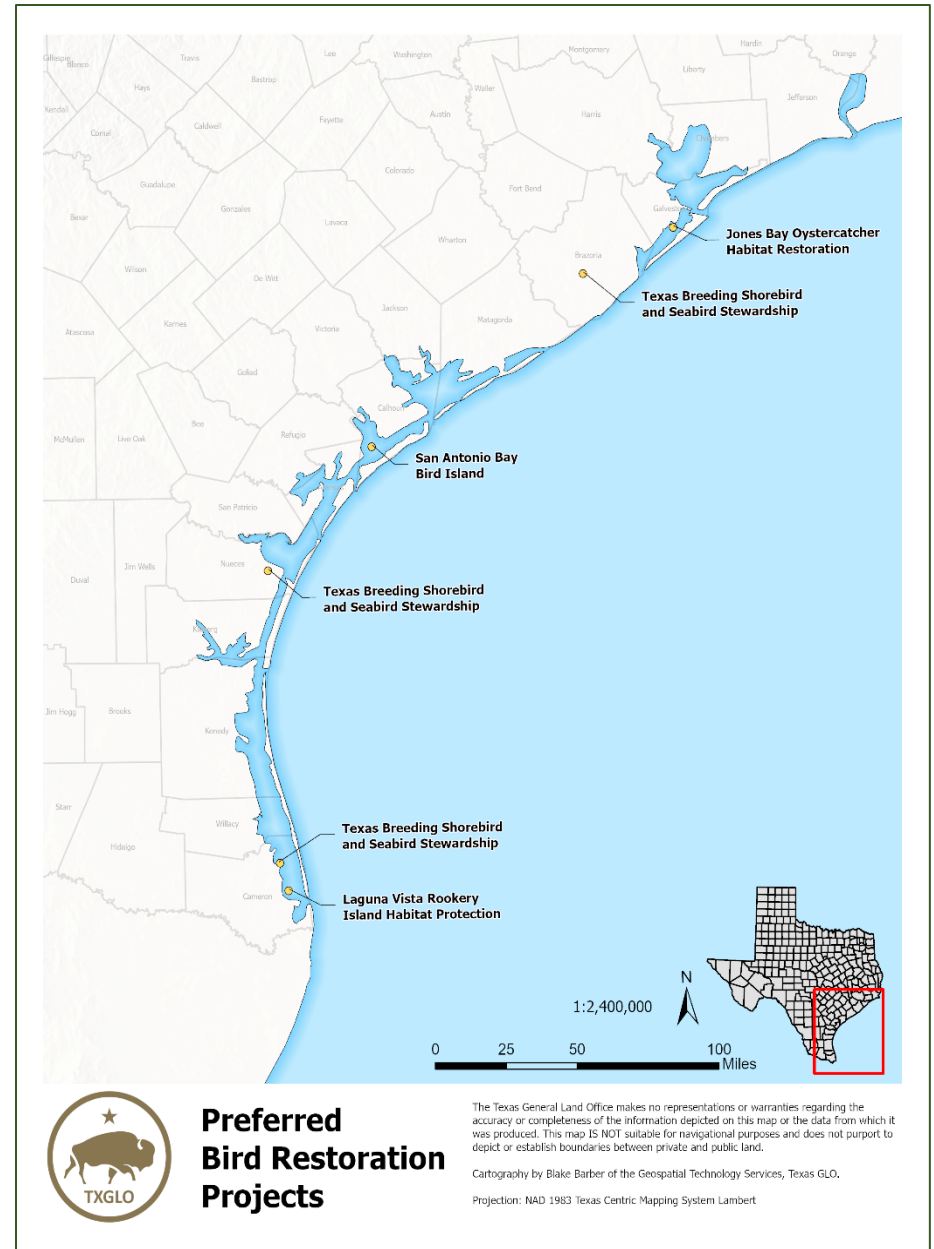 Gillespie
Blanco
Travis
Lee
Washington
Montgomery
Hardin
Orange
Hays
Bastrop
Waller
Liberty
Jefferson
Kendall
Caldwell
Fayette
Austin
Harris
Comal
Chambers
Guadalupe
Colorado
Fort Bend
Bexar
Gonzales
Lavaca
Galveston
Wharton
Brazoria
Jones Bay Oystercatcher
Habitat Restoration
Wilson
De Witt
Texas Breeding Shorebird
and Seabird Stewardship
Jackson
Matagorda
Atascosa
Karnes
Victoria
Goliad
Calhoun
McMullen
Live Oak
Bee
Refugio
San Antonio Bay
Bird Island
San Patricio
Duval
Jim Wells
Nueces
Texas Breeding Shorebird
and Seabird Stewardship
Kleberg
Jim Hogg
Brooks
Kenedy
Starr
Hidalgo
Willacy
Texas Breeding Shorebird
and Seabird Stewardship
Cameron
Laguna Vista Rookery
Island Habitat Protection
N
1:2,400,000
0 25 50 100
Miles
TXGLO
Preferred
Bird Restoration
Projects
The Texas General Land Office makes no representations or warranties regarding the
accuracy or completeness of the information depicted on this map or the data from which it
was produced. This map IS NOT suitable for navigational purposes and does not purport to
depict or establish boundaries between private and public land.
Cartography by Blake Barber of the Geospatial Technology Services, Texas GLO.
Projection: NAD 1983 Texas Centric Mapping System Lambert